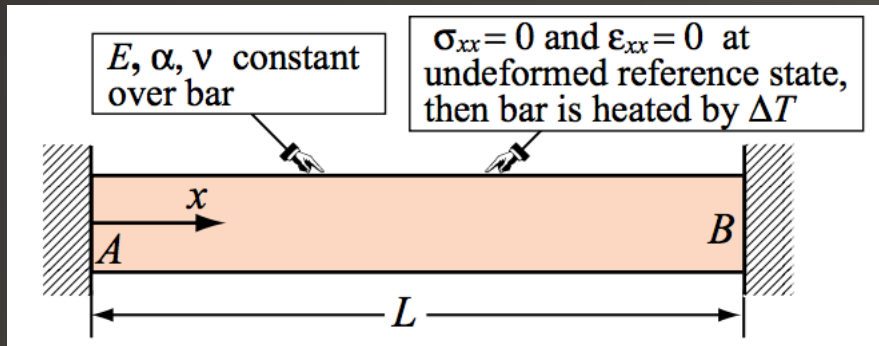 E, α, ν constant
over bar
σxx = 0 and εxx = 0 at
undeformed reference state,
then bar is heated by ΔT
x
A
B
L